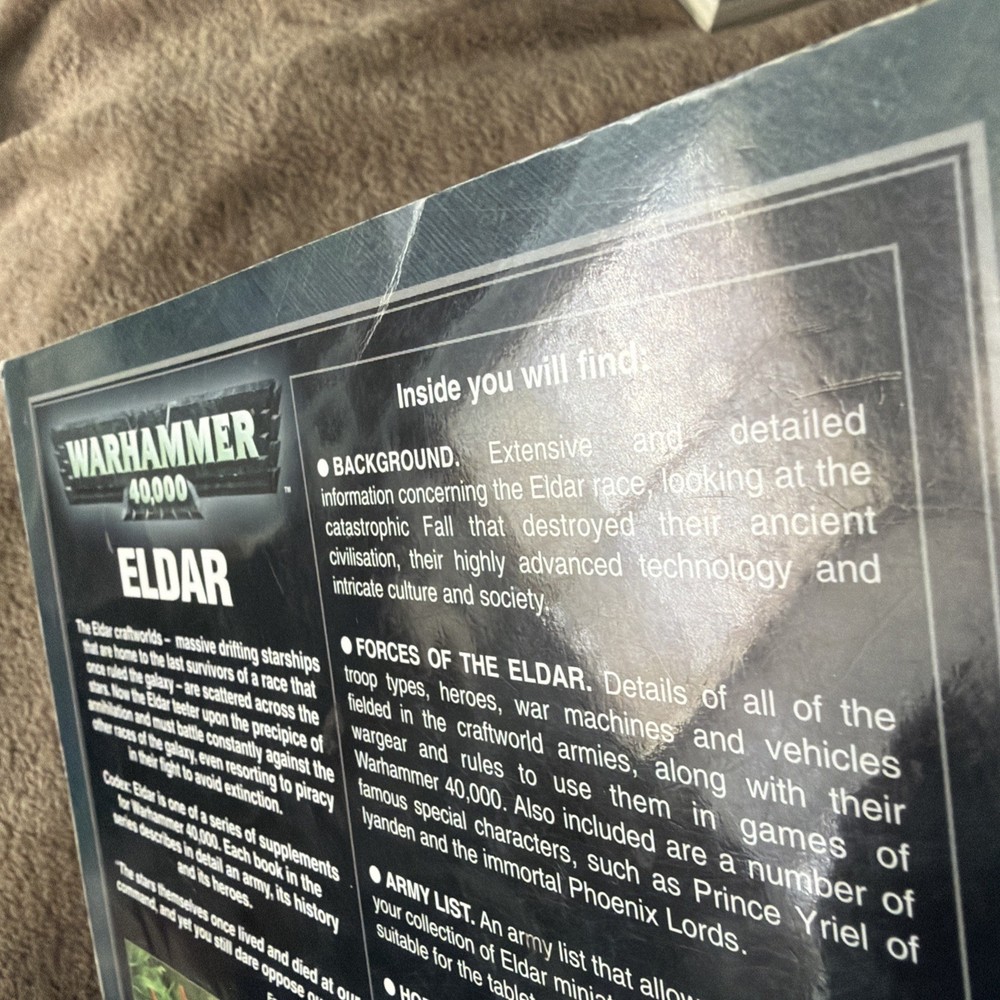 WARHAMMER
40,000
™
ELDAR
The Eldar craftworlds – massive drifting starships
that are home to the last survivors of a race that
once ruled the galaxy – are scattered across the
stars. Now the Eldar teeter upon the precipice of
annihilation and must battle constantly against the
other races of the galaxy, even resorting to piracy
in their fight to avoid extinction.
Codex: Eldar is one of a series of supplements
for Warhammer 40,000. Each book in the
series describes in detail an army, its history
and its heroes.
"The stars themselves once lived and died at our
command, and yet you still dare oppose
Inside you will find:
● BACKGROUND. Extensive and detailed
information concerning the Eldar race, looking at the
catastrophic Fall that destroyed their ancient
civilisation, their highly advanced technology and
intricate culture and society.
● FORCES OF THE ELDAR. Details of all of the
troop types, heroes, war machines and vehicles
fielded in the craftworld armies, along with their
wargear and rules to use them in games of
Warhammer 40,000. Also included are a number of
famous special characters, such as Prince Yriel of
Iyanden and the immortal Phoenix Lords.
● ARMY LIST. An army list that
your collection of Eldar
suitable for the